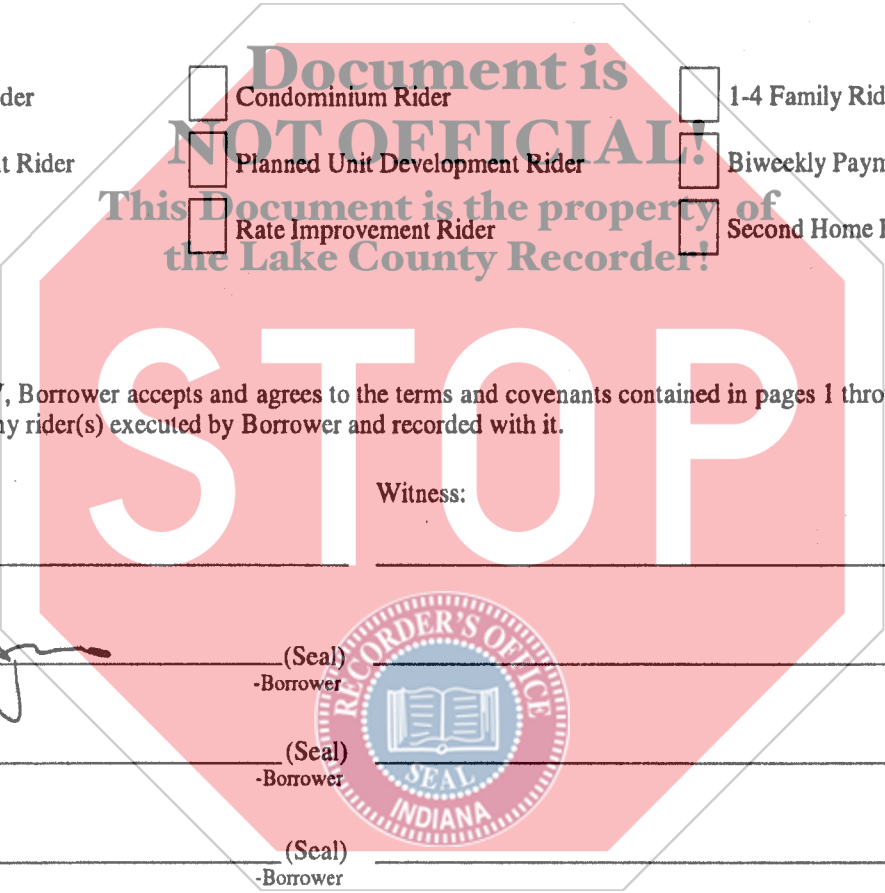 Document is
der Condominium Rider 1-4 Family Rid
NOT OFFICIAL!
t Rider Planned Unit Development Rider Biweekly Paym
This Document is the property of
Rate Improvement Rider Second Home
the Lake County Recorder!
STOP
, Borrower accepts and agrees to the terms and covenants contained in pages 1 thro
ny rider(s) executed by Borrower and recorded with it.
Witness:
(Seal)
-Borrower
(Seal)
-Borrower
(Seal)
-Borrower
RECORDER'S OFFICE
SEAL
INDIANA